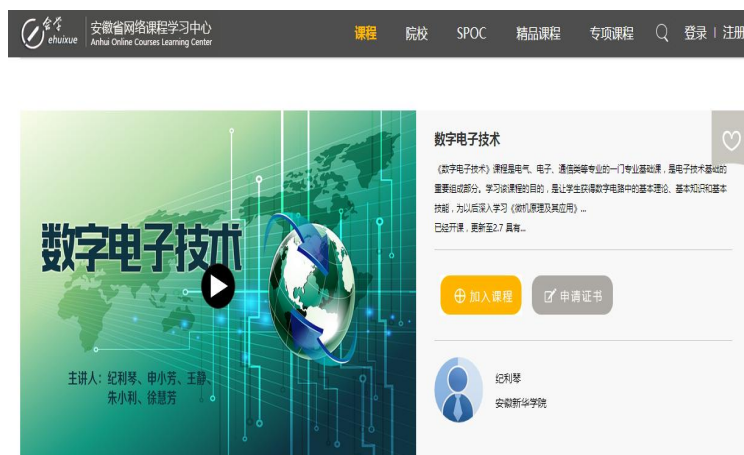 会学
ehuixue
安徽省网络课程学习中心
Anhui Online Courses Learning Center
课程 院校 SPOC 精品课程 专项课程 登录 | 注册
数字电子技术
主讲人：纪利琴、申小芳、王静、
朱小利、徐慧芳
数字电子技术
《数字电子技术》课程是电气、电子、通信类等专业的一门专业基础课，是电子技术基础的
重要组成部分。学习该课程的目的，是让学生获得数字电路中的基本理论、基本知识和基本
技能，为以后深入学习《微机原理及其应用》...
已经开课，更新至2.7 具有...
加入课程
申请证书
纪利琴
安徽新华学院